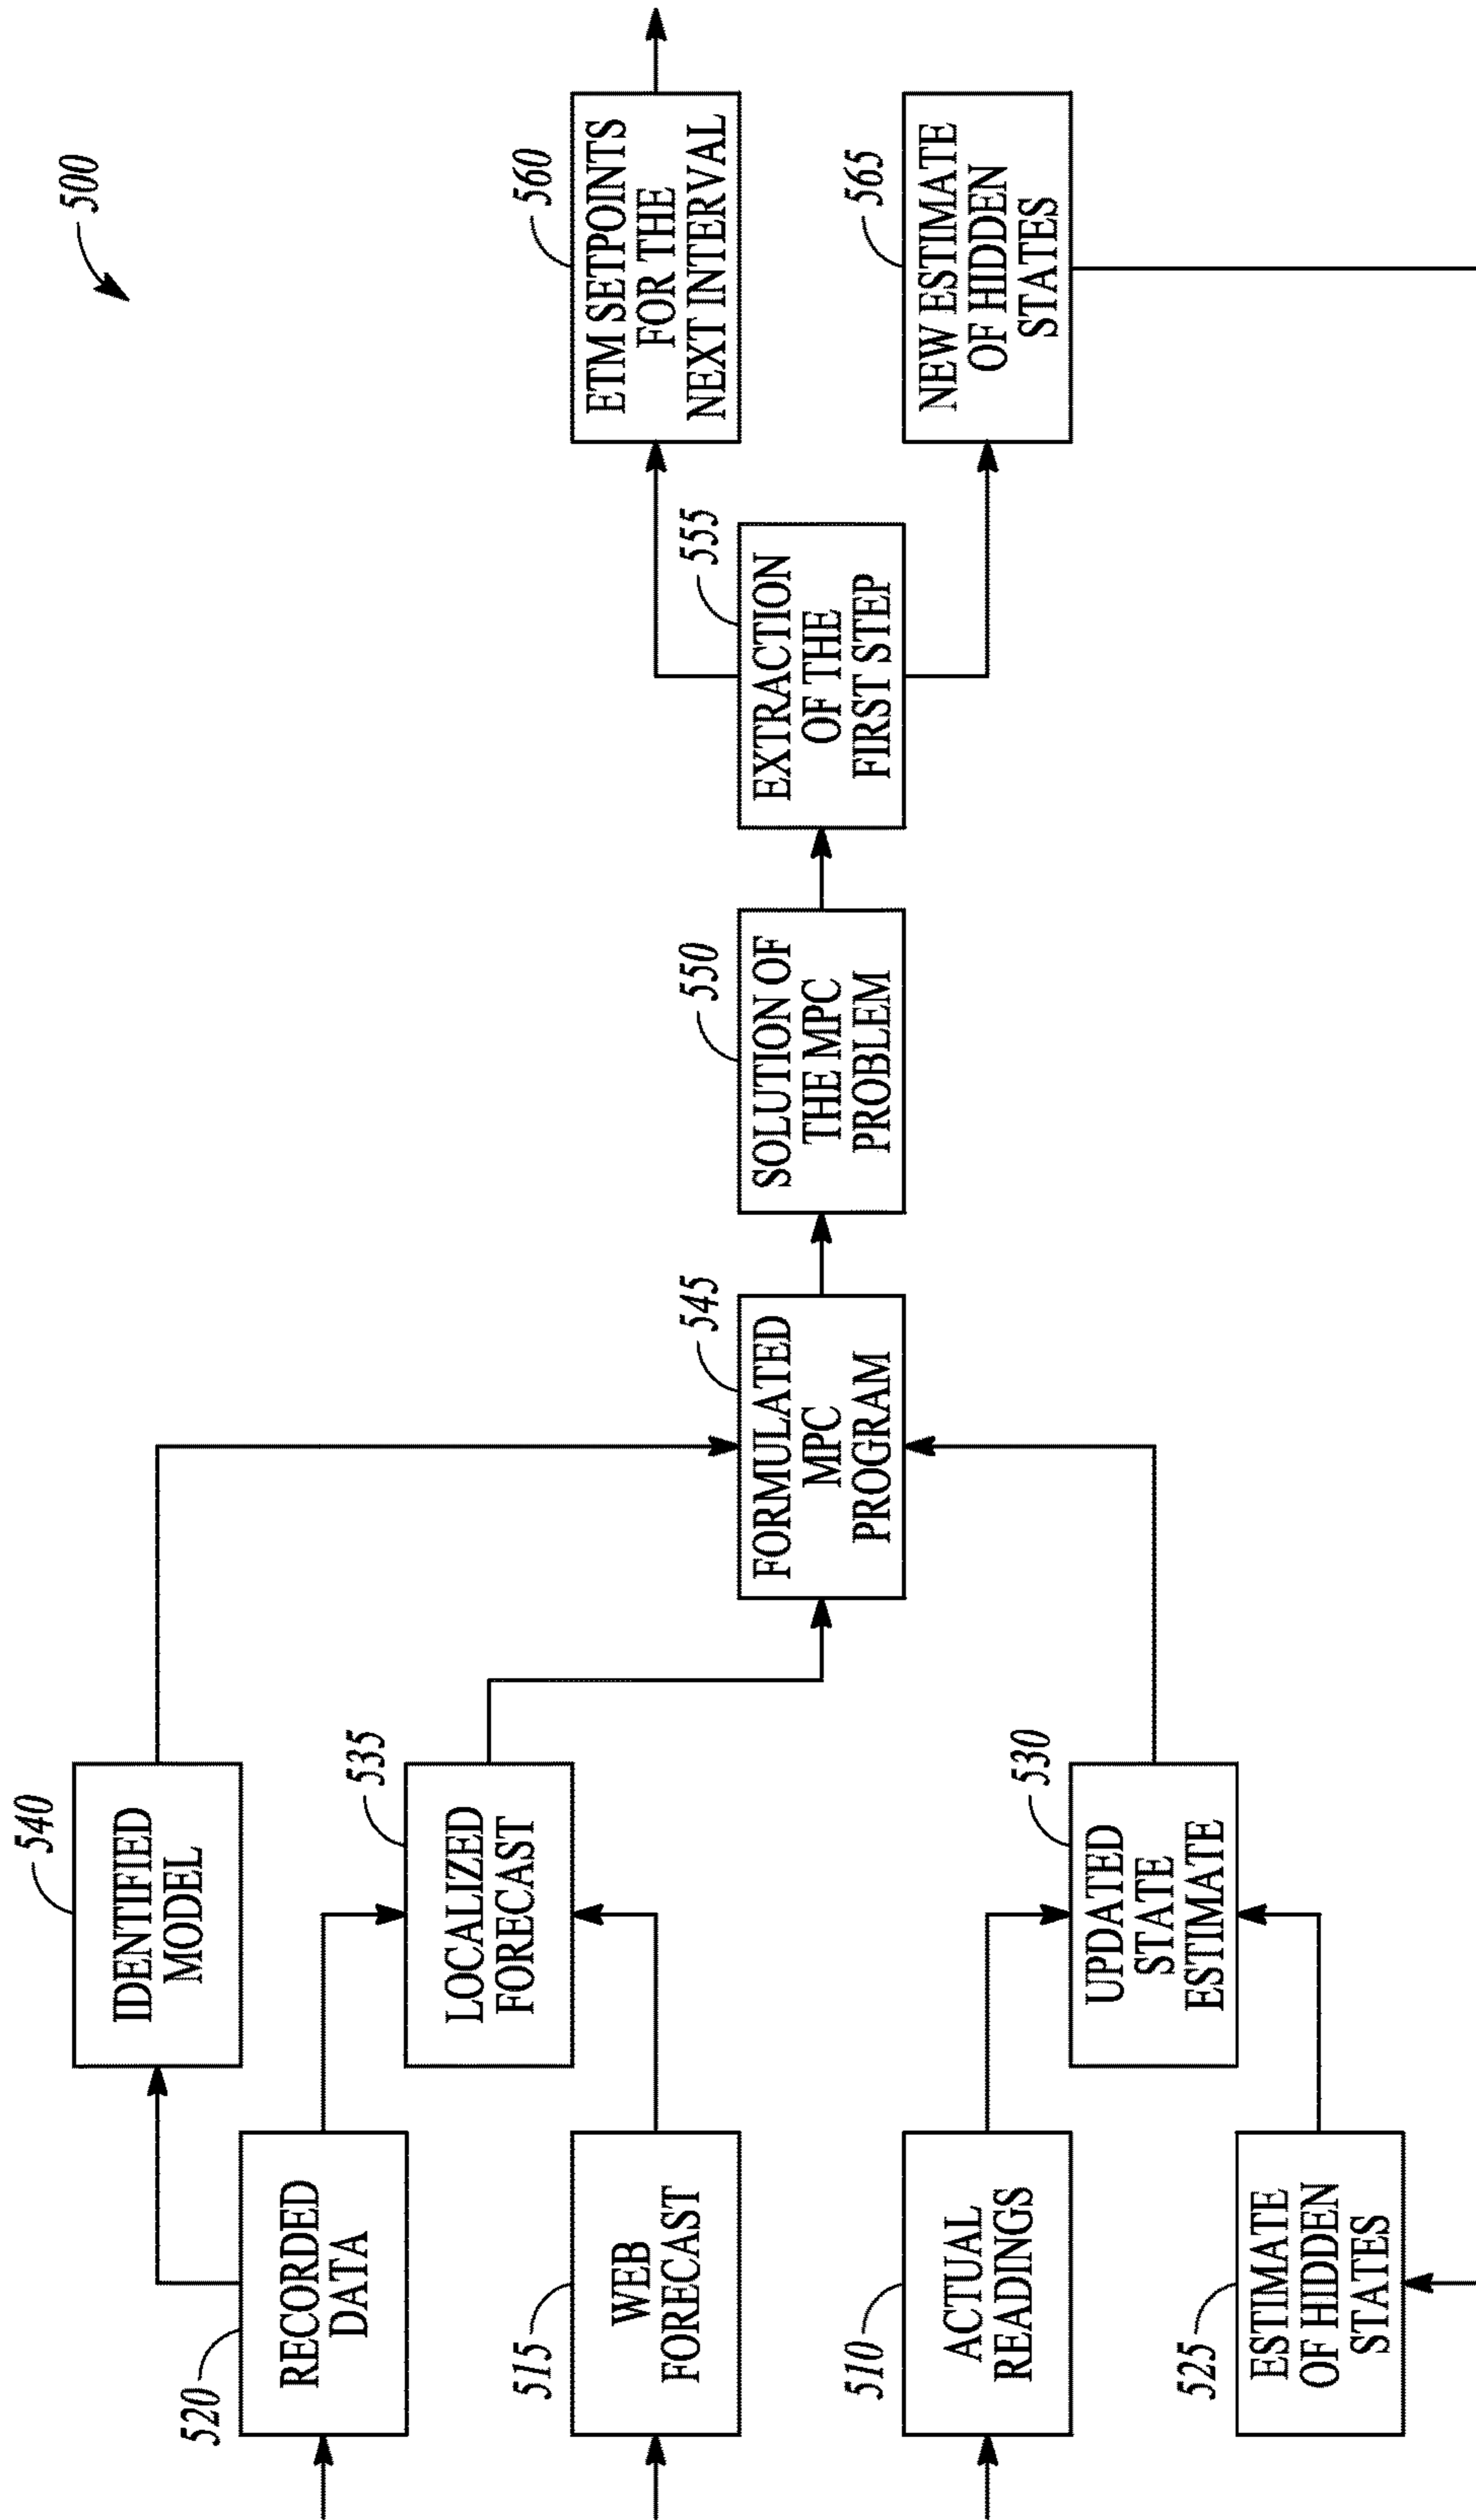 500
540
IDENTIFIED
MODEL
520
RECORDED
DATA
535
LOCALIZED
FORECAST
515
WEB
FORECAST
510
ACTUAL
READINGS
530
UPDATED
STATE
ESTIMATE
525
ESTIMATE
OF HIDDEN
STATES
545
FORMULATED
MPC
PROGRAM
550
SOLUTION OF
THE MPC
PROBLEM
555
EXTRACTION
OF THE
FIRST STEP
560
ETM SETPOINTS
FOR THE
NEXT INTERVAL
565
NEW ESTIMATE
OF HIDDEN
STATES